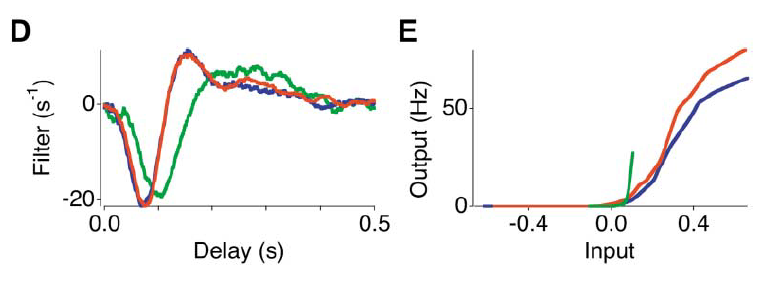 D
Filter (s⁻¹)
0
-20
0.0
0.5
Delay (s)
E
Output (Hz)
50
0
-0.4
0.0
0.4
Input